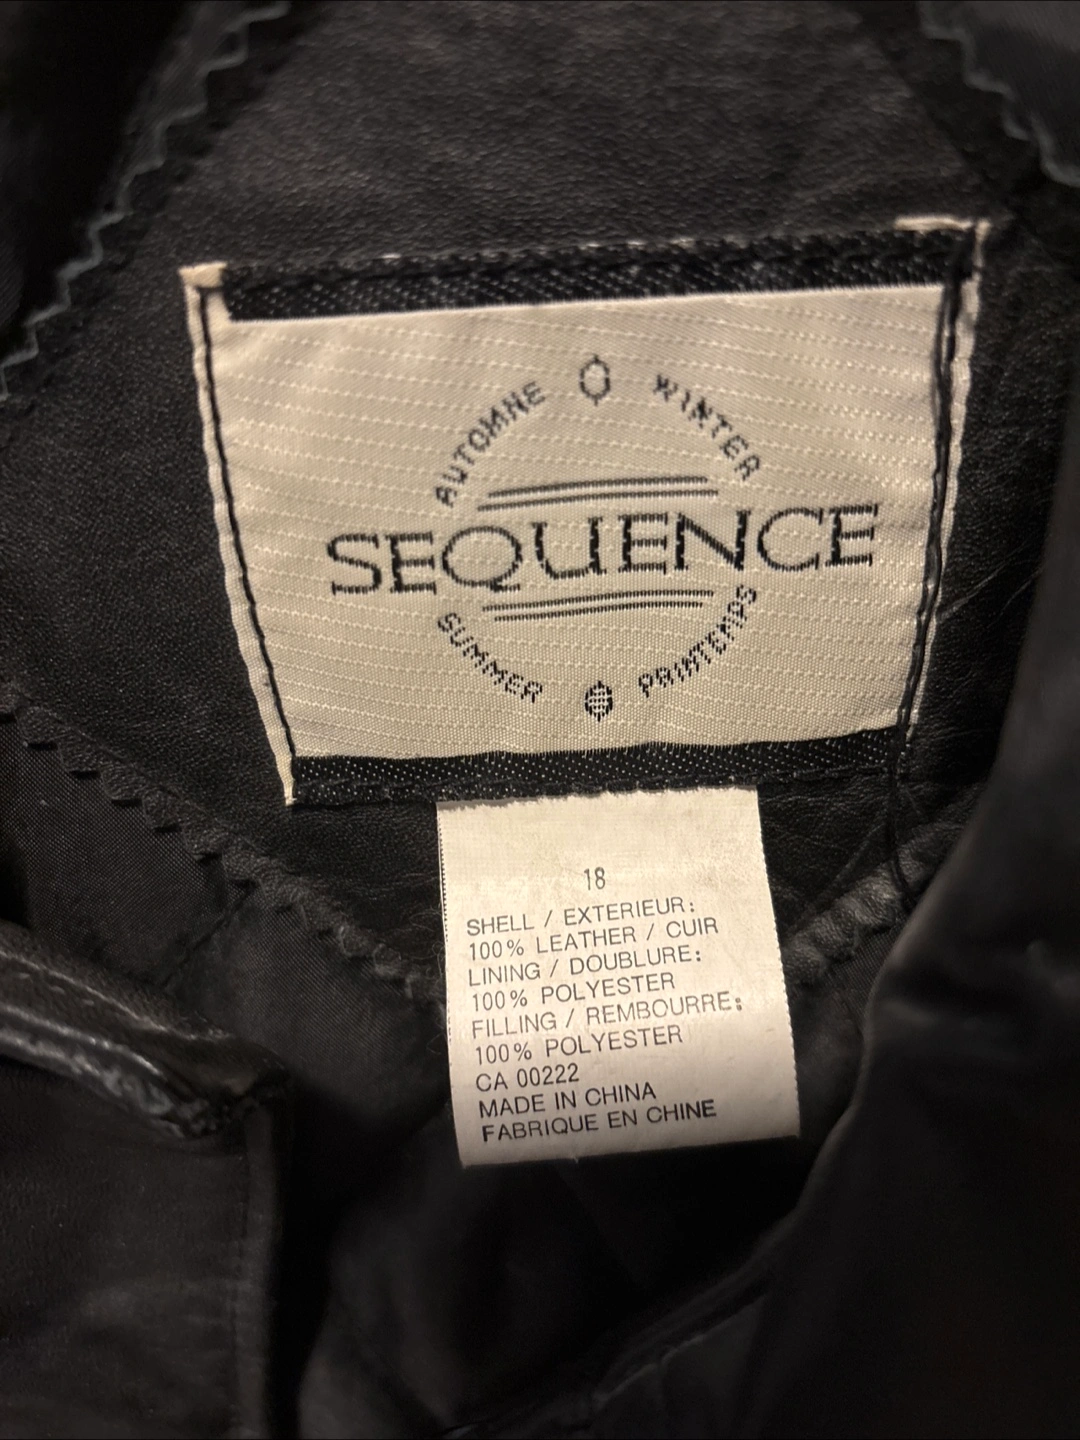 AUTOMNE WINTER
SEQUENCE
SUMMER PRINTEMPS
18
SHELL / EXTERIEUR:
100% LEATHER / CUIR
LINING / DOUBLURE:
100% POLYESTER
FILLING / REMBOURRE:
100% POLYESTER
CA 00222
MADE IN CHINA
FABRIQUE EN CHINE